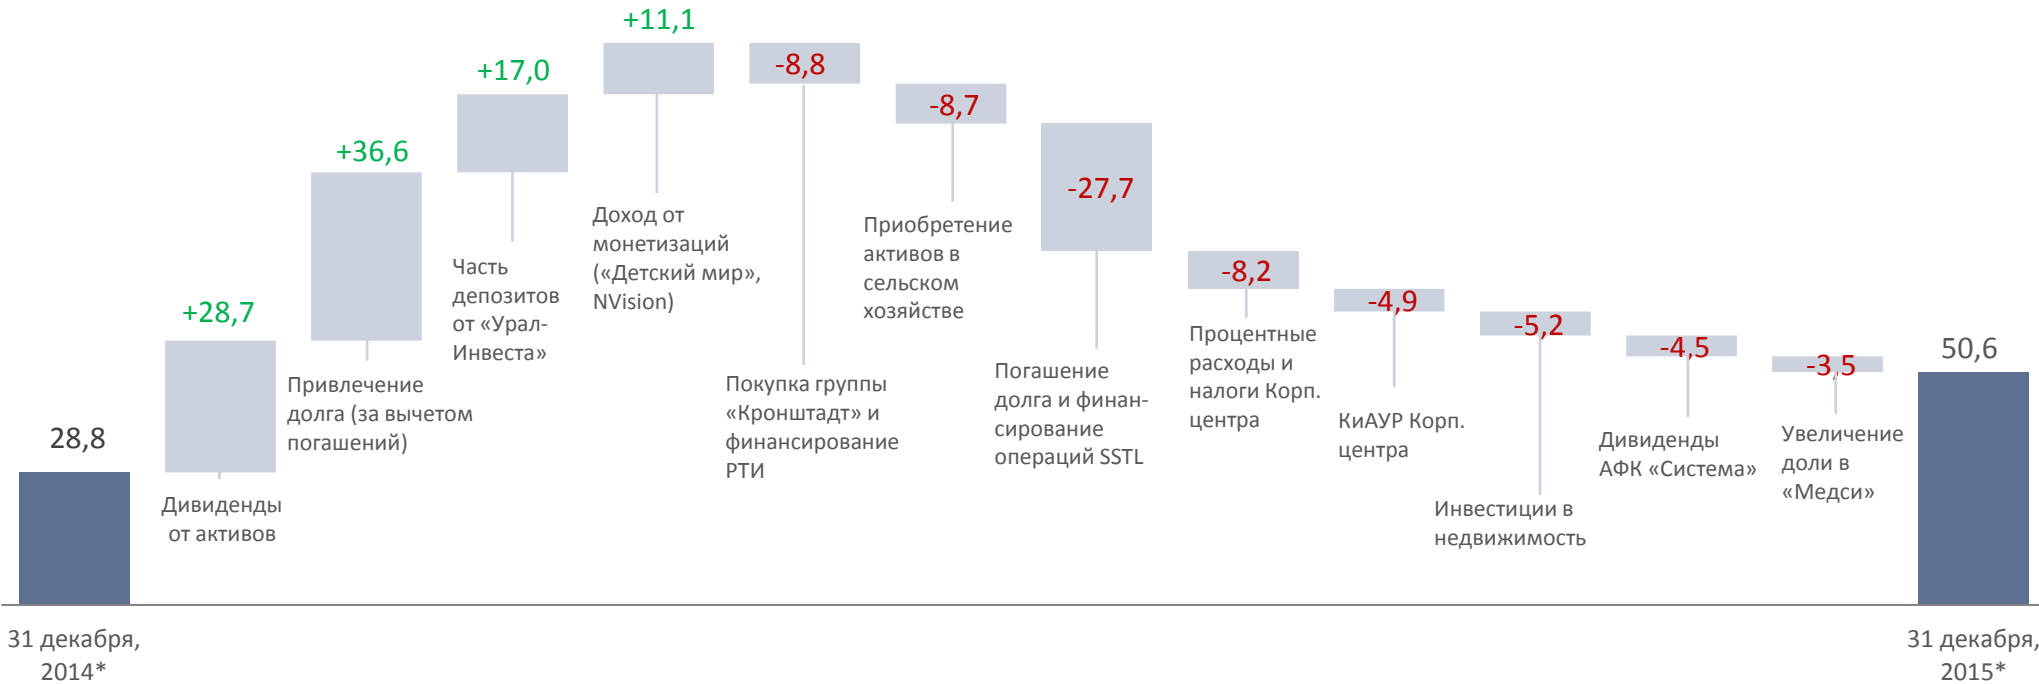 28,8
31 декабря,
2014*
+28,7
Дивиденды
от активов
+36,6
Привлечение
долга (за вычетом
погашений)
+17,0
Часть
депозитов
от «Урал-
Инвеста»
+11,1
Доход от
монетизаций
(«Детский мир»,
NVision)
-8,8
Покупка группы
«Кронштадт» и
финансирование
РТИ
-8,7
Приобретение
активов в
сельском
хозяйстве
-27,7
Погашение
долга и финан-
сирование
операций SSTL
-8,2
Процентные
расходы и
налоги Корп.
центра
-4,9
КиАУР Корп.
центра
-5,2
Инвестиции в
недвижимость
-4,5
Дивиденды
АФК «Система»
-3,5
Увеличение
доли в
«Медси»
50,6
31 декабря,
2015*